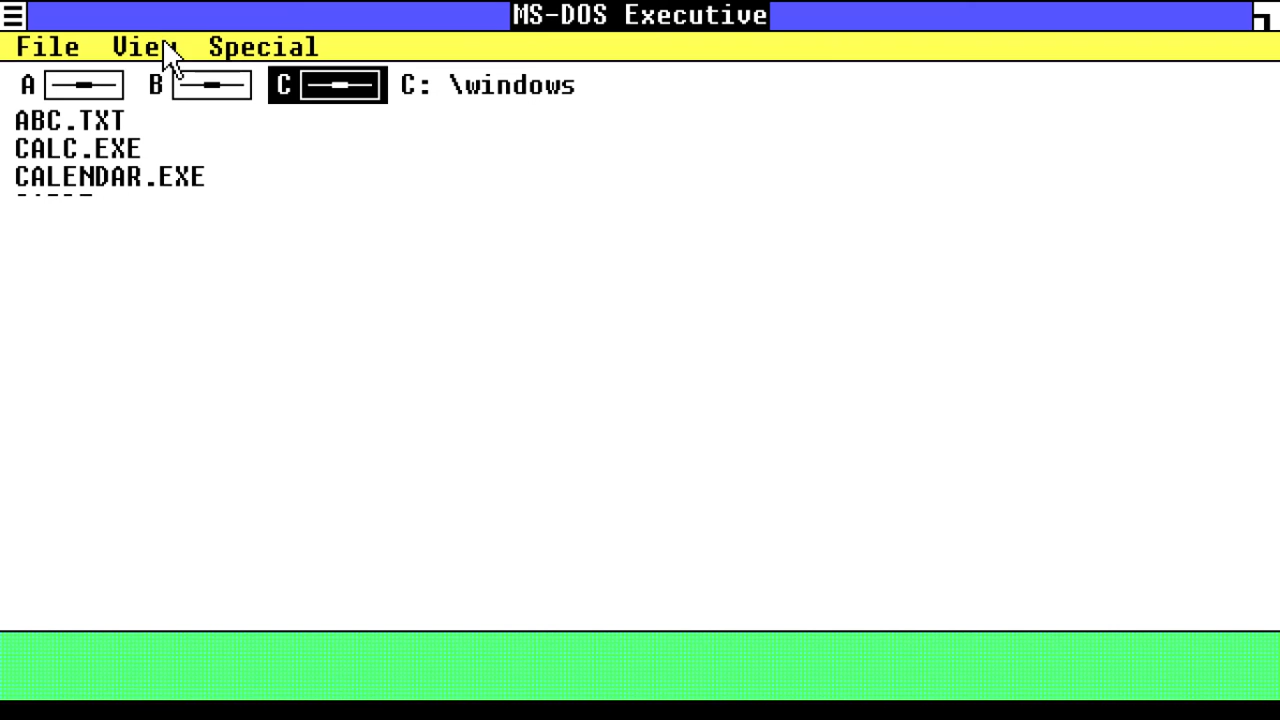 MS-DOS Executive
File View Special
A B C C: \windows
ABC.TXT
CALC.EXE
CALENDAR.EXE